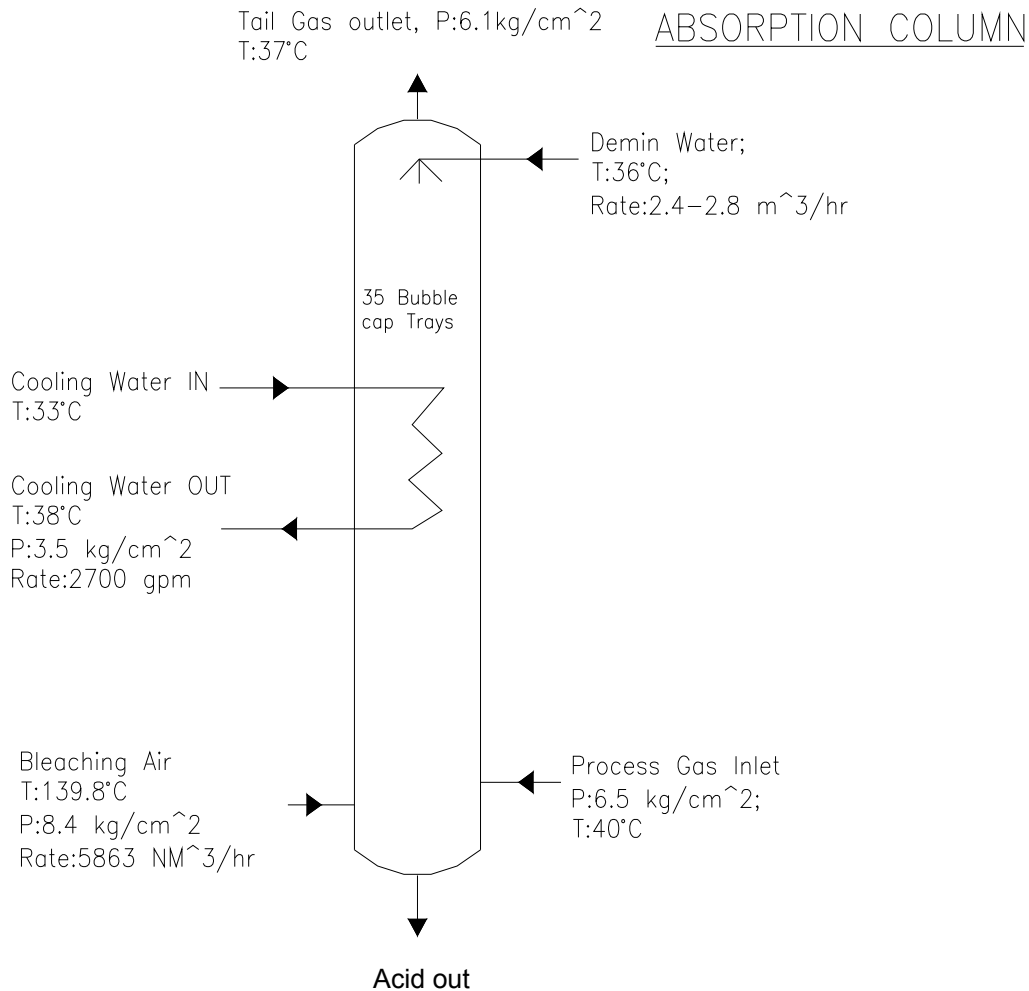 Tail Gas outlet, P:6.1kg/cm^2
T:37°C
ABSORPTION COLUMN
Demin Water;
T:36°C;
Rate:2.4-2.8 m^3/hr
35 Bubble
cap Trays
Cooling Water IN
T:33°C
Cooling Water OUT
T:38°C
P:3.5 kg/cm^2
Rate:2700 gpm
Bleaching Air
T:139.8°C
P:8.4 kg/cm^2
Rate:5863 NM^3/hr
Process Gas Inlet
P:6.5 kg/cm^2;
T:40°C
Acid out